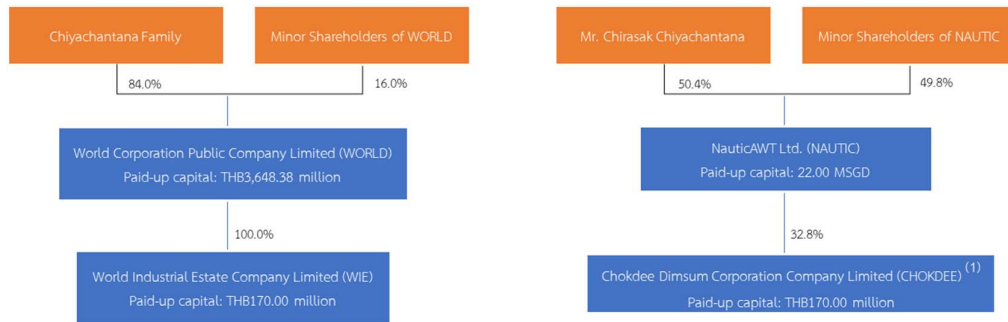 Chiyachantana Family
Minor Shareholders of WORLD
84.0%
16.0%
World Corporation Public Company Limited (WORLD)
Paid-up capital: THB3,648.38 million
100.0%
World Industrial Estate Company Limited (WIE)
Paid-up capital: THB170.00 million
Mr. Chirasak Chiyachantana
Minor Shareholders of NAUTIC
50.4%
49.8%
NauticAWT Ltd. (NAUTIC)
Paid-up capital: 22.00 MSGD
32.8%
Chokdee Dimsum Corporation Company Limited (CHOKDEE) (1)
Paid-up capital: THB170.00 million